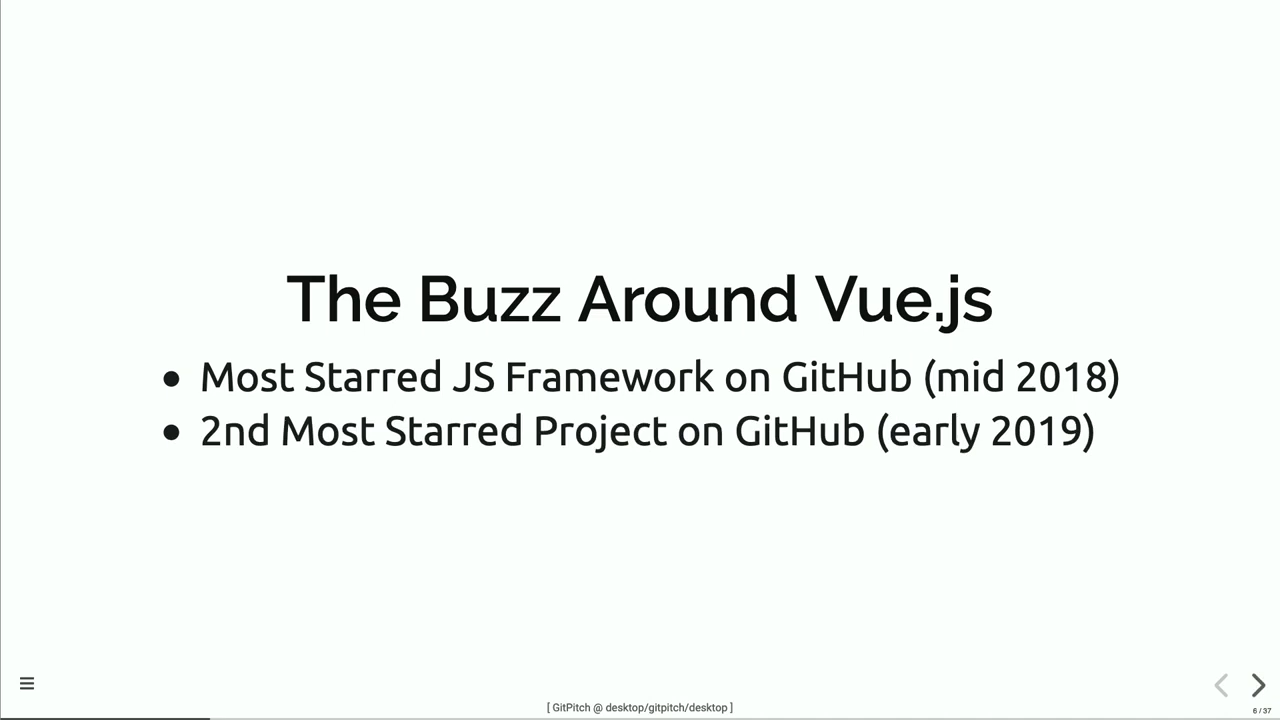 The Buzz Around Vue.js
• Most Starred JS Framework on GitHub (mid 2018)
• 2nd Most Starred Project on GitHub (early 2019)
[ GitPitch @ desktop/gitpitch/desktop ]
6 / 37